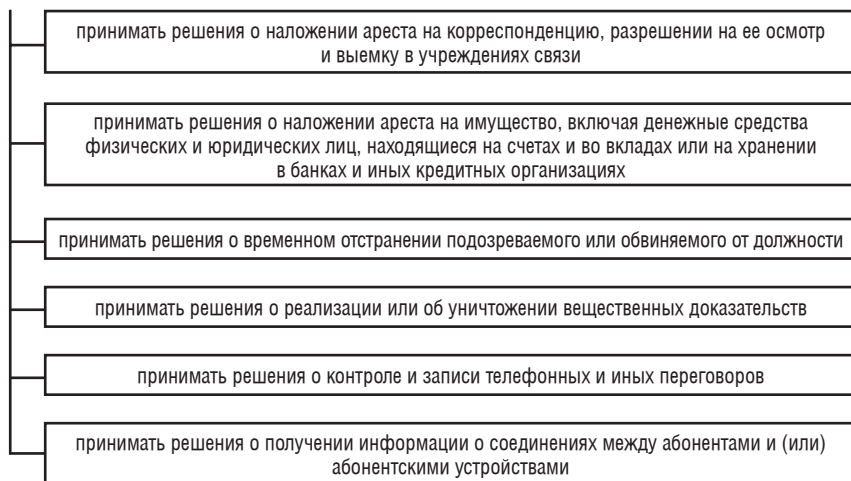 принимать решения о наложении ареста на корреспонденцию, разрешении на ее осмотр
и выемку в учреждениях связи
принимать решения о наложении ареста на имущество, включая денежные средства
физических и юридических лиц, находящиеся на счетах и во вкладах или на хранении
в банках и иных кредитных организациях
принимать решения о временном отстранении подозреваемого или обвиняемого от должности
принимать решения о реализации или об уничтожении вещественных доказательств
принимать решения о контроле и записи телефонных и иных переговоров
принимать решения о получении информации о соединениях между абонентами и (или)
абонентскими устройствами